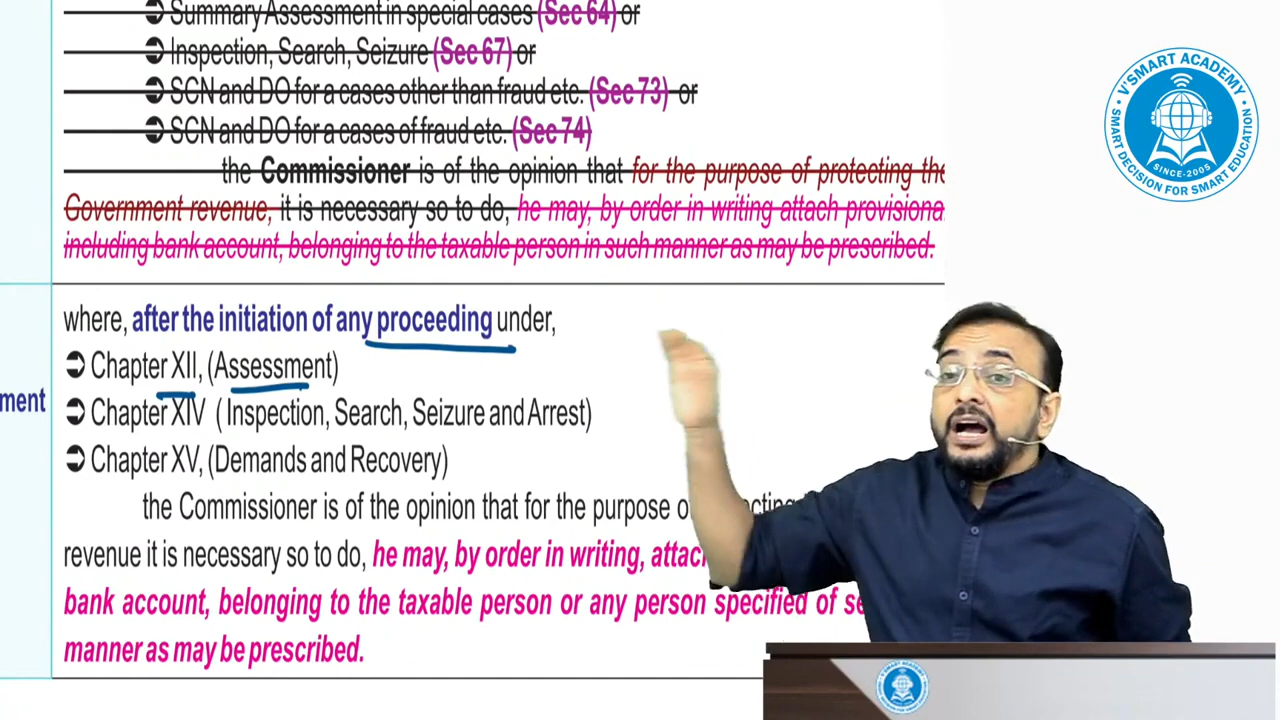 ➲ Summary Assessment in special cases (Sec 64) or
➲ Inspection, Search, Seizure (Sec 67) or
➲ SCN and DO for a cases other than fraud etc. (Sec 73) or
➲ SCN and DO for a cases of fraud etc. (Sec 74)
the Commissioner is of the opinion that for the purpose of protecting the
Government revenue, it is necessary so to do, he may, by order in writing attach provisiona
including bank account, belonging to the taxable person in such manner as may be prescribed.
ment
where, after the initiation of any proceeding under,
➲ Chapter XII, (Assessment)
➲ Chapter XIV ( Inspection, Search, Seizure and Arrest)
➲ Chapter XV, (Demands and Recovery)
the Commissioner is of the opinion that for the purpose o cting
revenue it is necessary so to do, he may, by order in writing, attac
bank account, belonging to the taxable person or any person specified of se
manner as may be prescribed.
V'SMART ACADEMY
SINCE-2005
SMART DECISION FOR SMART EDUCATION
V'SMART ACADEMY